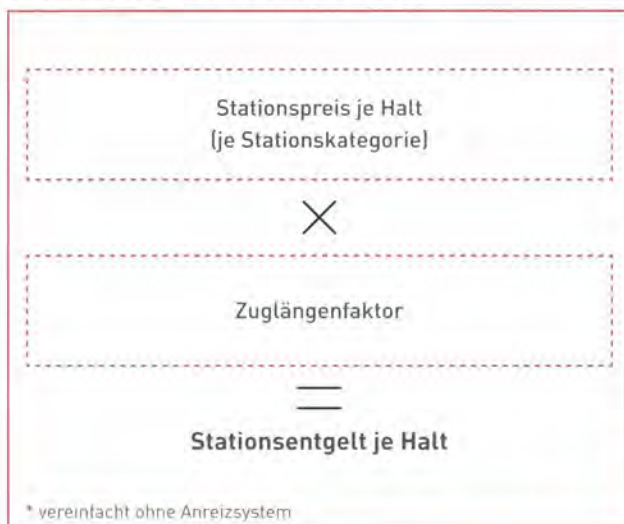 Stationspreis je Halt
(je Stationskategorie)
×
Zuglängenfaktor
=
Stationsentgelt je Halt
* vereinfacht ohne Anreizsystem